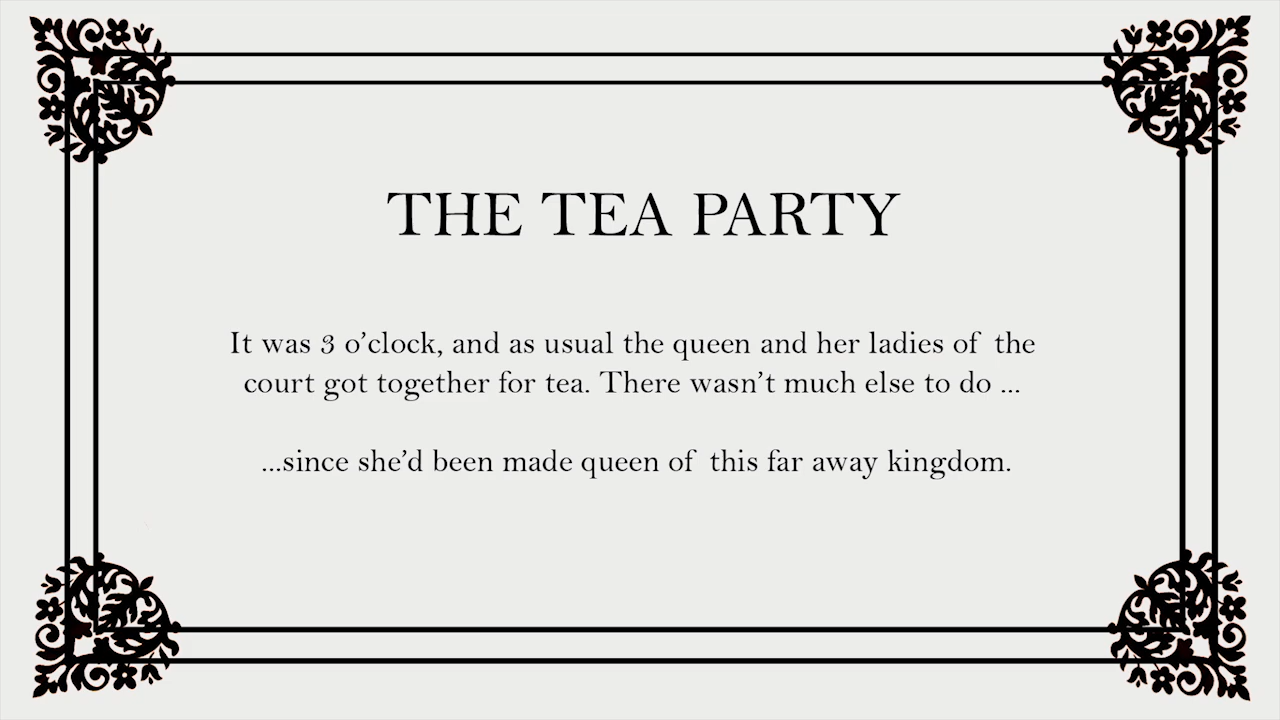 THE TEA PARTY
It was 3 o’clock, and as usual the queen and her ladies of the
court got together for tea. There wasn’t much else to do ...
...since she’d been made queen of this far away kingdom.